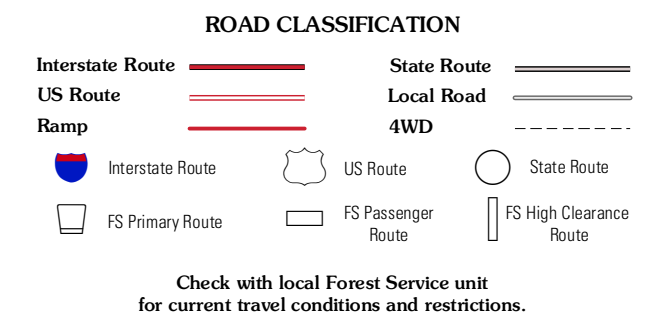 ROAD CLASSIFICATION
Interstate Route
State Route
US Route
Local Road
Ramp
4WD
Interstate Route
US Route
State Route
FS Primary Route
FS Passenger
Route
FS High Clearance
Route
Check with local Forest Service unit
for current travel conditions and restrictions.